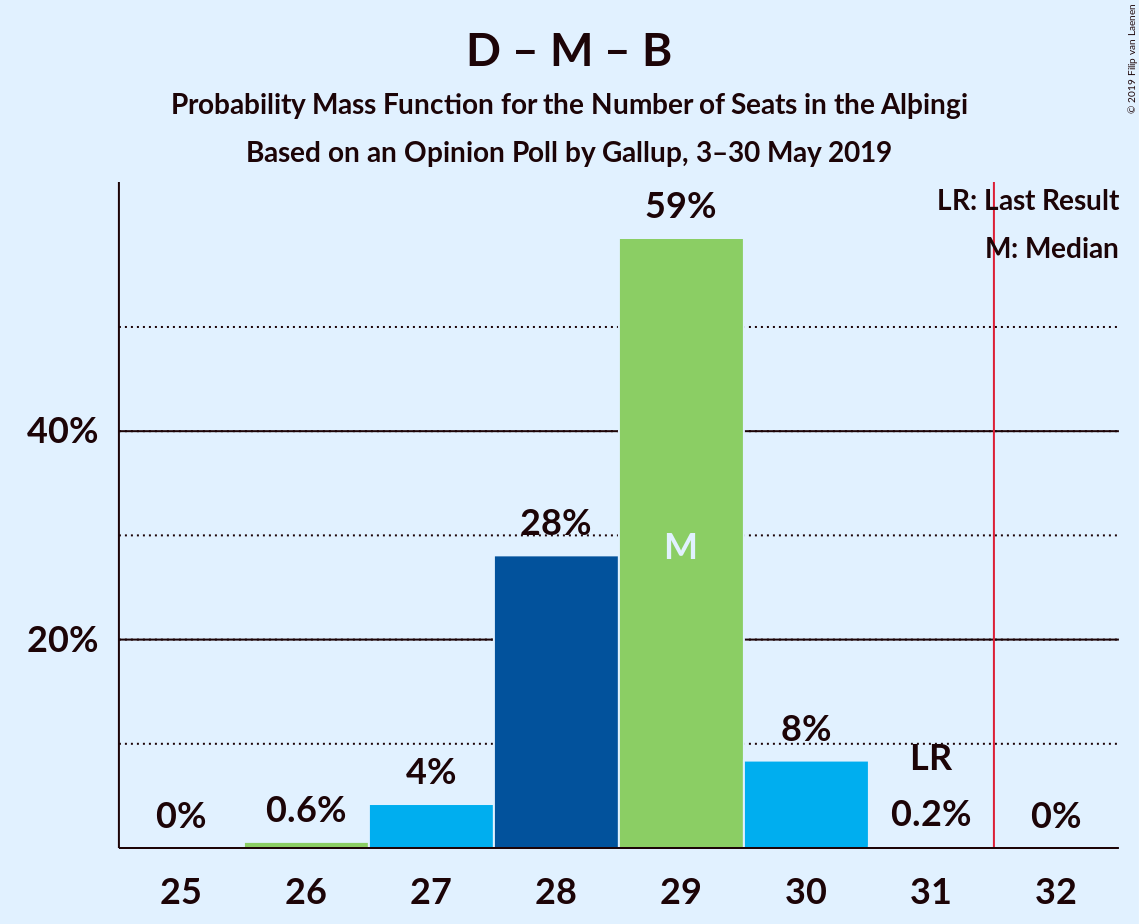 D – M – B
Probability Mass Function for the Number of Seats in the Alþingi
Based on an Opinion Poll by Gallup, 3–30 May 2019
© 2019 Filip van Laenen
LR: Last Result
M: Median
59%
40%
28%
M
20%
8%
4%
LR
0%
0.6%
0.2%
0%
25 26 27 28 29 30 31 32